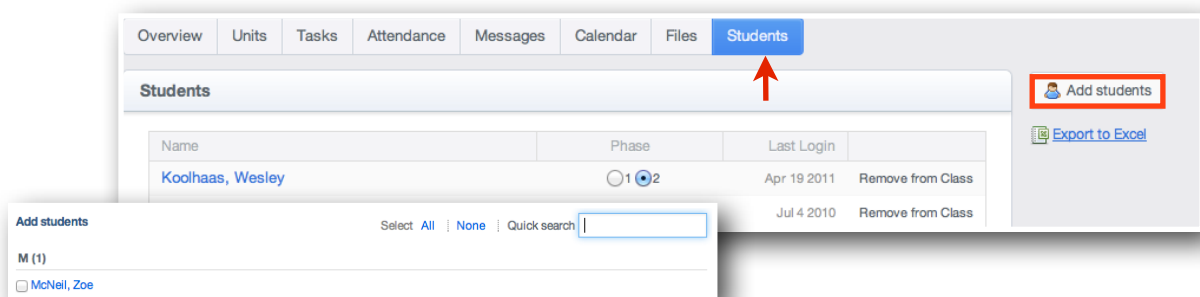 Overview Units Tasks Attendance Messages Calendar Files Students
Students
Add students
Export to Excel
Name Phase Last Login
Koolhaas, Wesley 1 2 Apr 19 2011 Remove from Class
Jul 4 2010 Remove from Class
Add students Select All None Quick search
M (1)
McNeil, Zoe